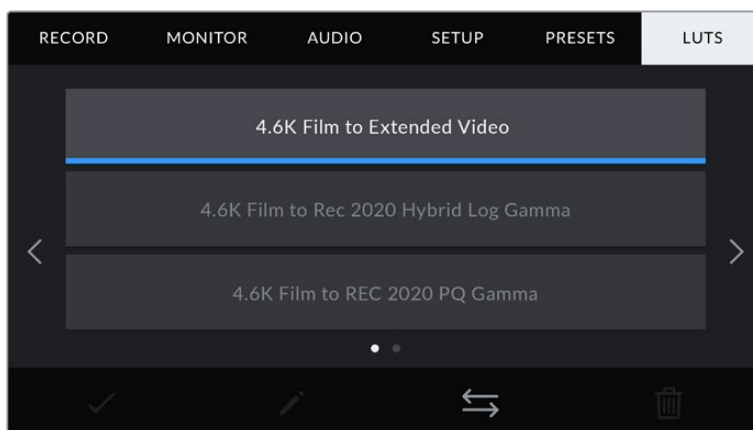 RECORD MONITOR AUDIO SETUP PRESETS LUTS
4.6K Film to Extended Video
4.6K Film to Rec 2020 Hybrid Log Gamma
4.6K Film to REC 2020 PQ Gamma